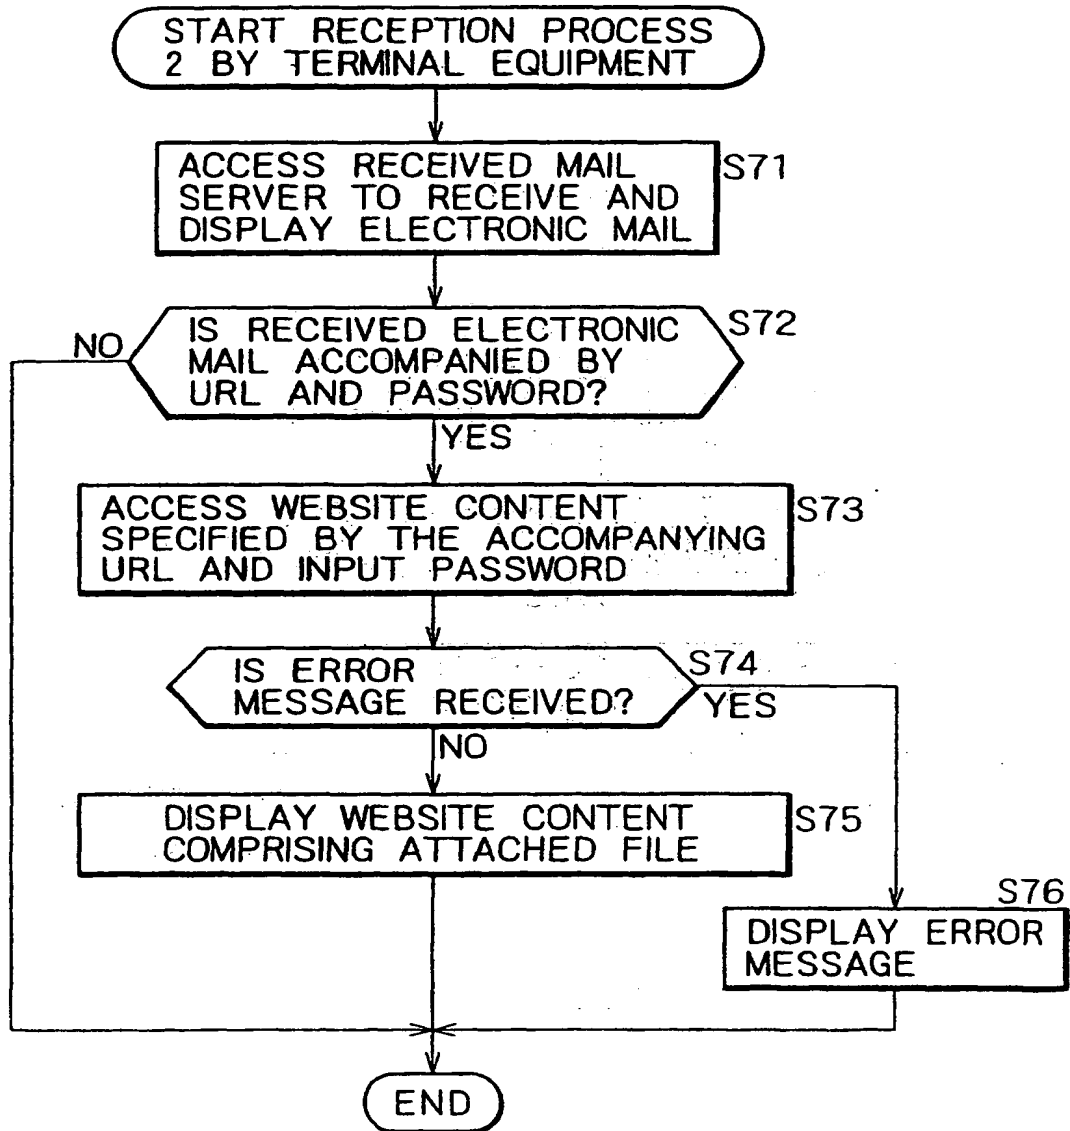 START RECEPTION PROCESS
2 BY TERMINAL EQUIPMENT
ACCESS RECEIVED MAIL
SERVER TO RECEIVE AND
DISPLAY ELECTRONIC MAIL
S71
IS RECEIVED ELECTRONIC
MAIL ACCOMPANIED BY
URL AND PASSWORD?
S72
NO
YES
ACCESS WEBSITE CONTENT
SPECIFIED BY THE ACCOMPANYING
URL AND INPUT PASSWORD
S73
IS ERROR
MESSAGE RECEIVED?
S74
YES
NO
DISPLAY WEBSITE CONTENT
COMPRISING ATTACHED FILE
S75
S76
DISPLAY ERROR
MESSAGE
END